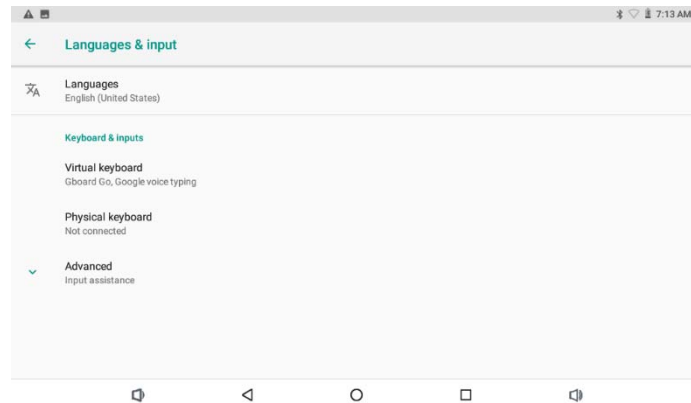 7:13 AM
Languages & input
Languages
English (United States)
Keyboard & inputs
Virtual keyboard
Gboard Go, Google voice typing
Physical keyboard
Not connected
Advanced
Input assistance